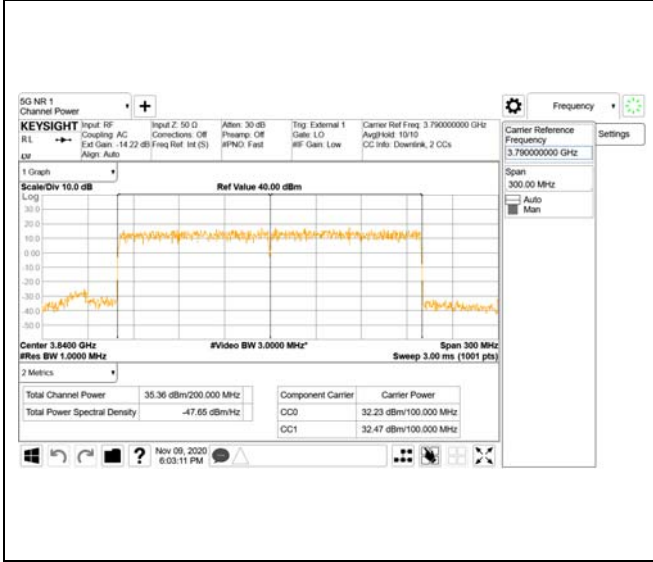 5G NR 1
Channel Power
Frequency
KEYSIGHT
RL
Input: RF
Coupling: AC
Ext Gain: -14.22 dB
Align: Auto
Input Z: 50 Ω
Corrections: Off
Freq Ref: Int (S)
Atten: 30 dB
Preamp: Off
#PNO: Fast
Trig: External 1
Gate: LO
#IF Gain: Low
Carrier Ref Freq: 3.790000000 GHz
Avg|Hold: 10/10
CC Info: Downlink, 2 CCs
Carrier Reference
Frequency
3.790000000 GHz
Settings
Span
300.00 MHz
Auto
Man
1 Graph
Scale/Div 10.0 dB
Ref Value 40.00 dBm
Log
30.0
20.0
10.0
0.00
-10.0
-20.0
-30.0
-40.0
-50.0
Center 3.8400 GHz
#Video BW 3.0000 MHz*
Span 300 MHz
#Res BW 1.0000 MHz
Sweep 3.00 ms (1001 pts)
2 Metrics
Total Channel Power 35.36 dBm/200.000 MHz
Total Power Spectral Density -47.65 dBm/Hz
Component Carrier Carrier Power
CC0 32.23 dBm/100.000 MHz
CC1 32.47 dBm/100.000 MHz
Nov 09, 2020
6:03:11 PM